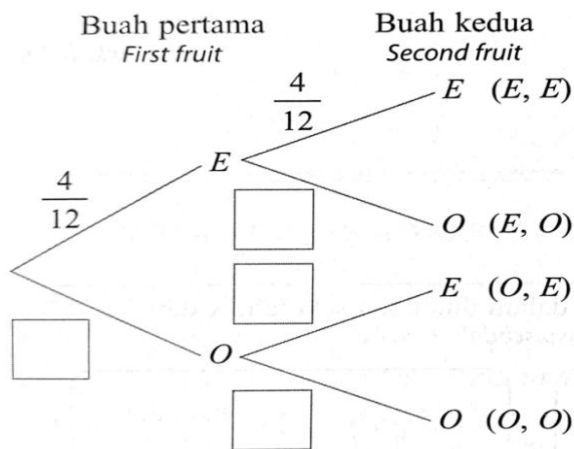 Buah pertama
First fruit
Buah kedua
Second fruit
4/12
E
4/12
E (E, E)
O (E, O)
O
E (O, E)
O (O, O)